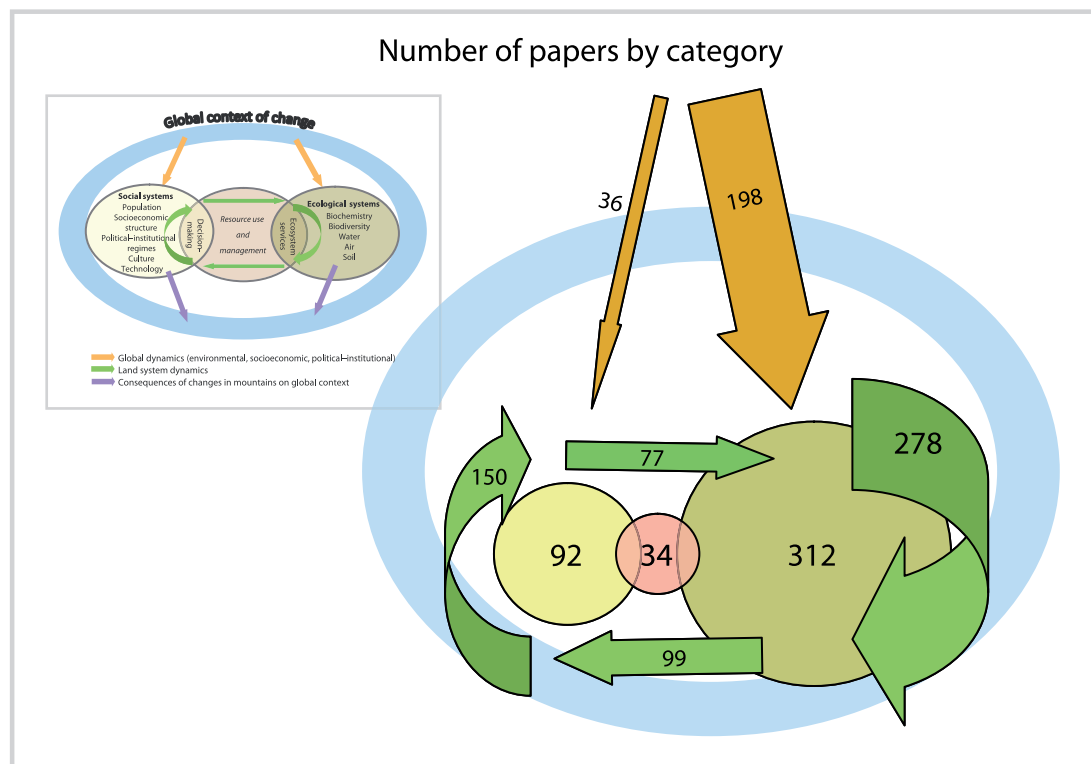 Number of papers by category
Global context of change
Social systems
Population
Socioeconomic
structure
Political–institutional
regimes
Culture
Technology
Decision–
making
Resource use
and
management
Ecosystem
services
Ecological systems
Biochemistry
Biodiversity
Water
Air
Soil
Global dynamics (environmental, socioeconomic, political–institutional)
Land system dynamics
Consequences of changes in mountains on global context
36
198
278
77
150
92
34
312
99